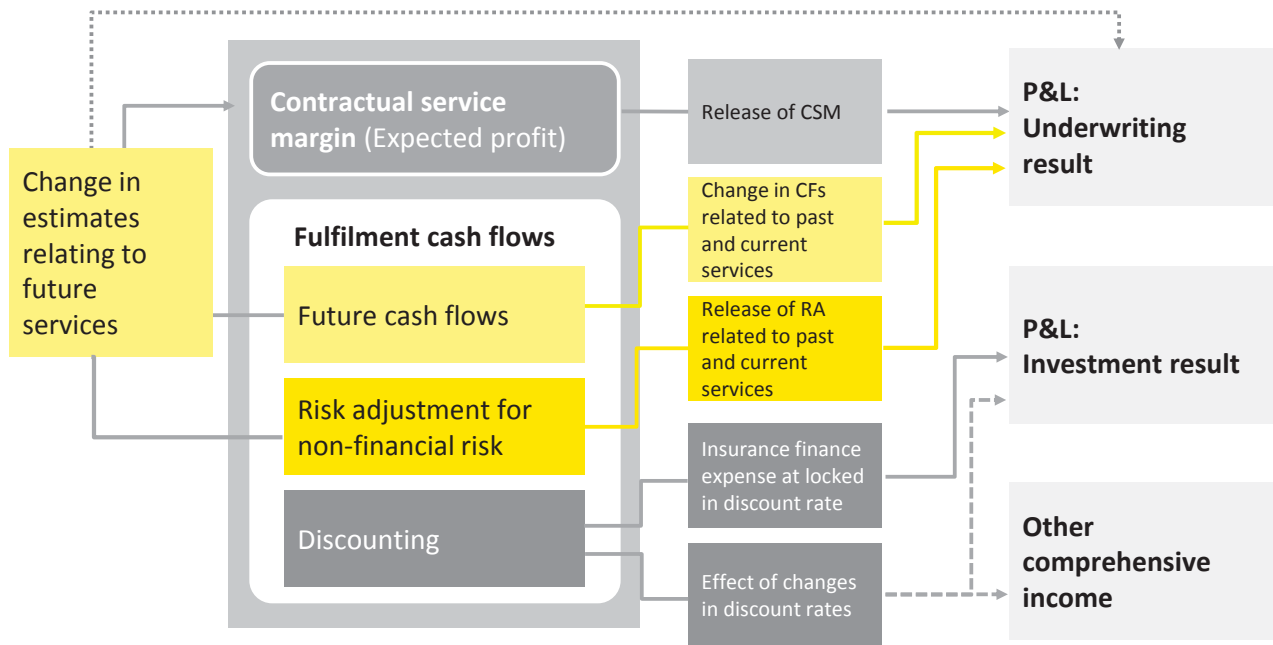 Change in
estimates
relating to
future
services
Contractual service
margin (Expected profit)
Fulfilment cash flows
Future cash flows
Risk adjustment for
non-financial risk
Discounting
Release of CSM
Change in CFs
related to past
and current
services
Release of RA
related to past
and current
services
Insurance finance
expense at locked
in discount rate
Effect of changes
in discount rates
P&L:
Underwriting
result
P&L:
Investment result
Other
comprehensive
income